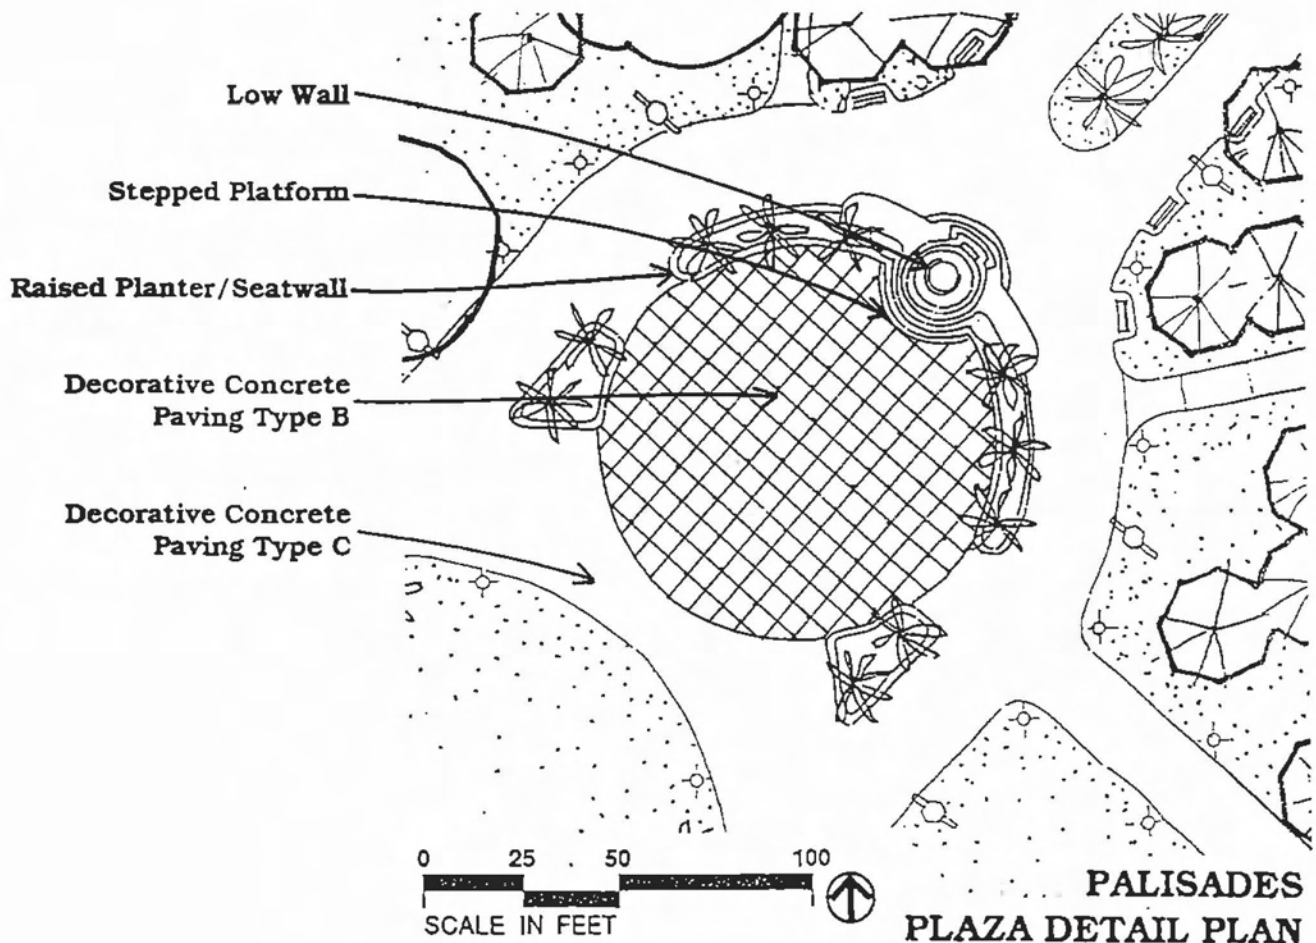 Low Wall
Stepped Platform
Raised Planter/Seatwall
Decorative Concrete
Paving Type B
Decorative Concrete
Paving Type C
0 25 50 100
SCALE IN FEET
PALISADES
PLAZA DETAIL PLAN